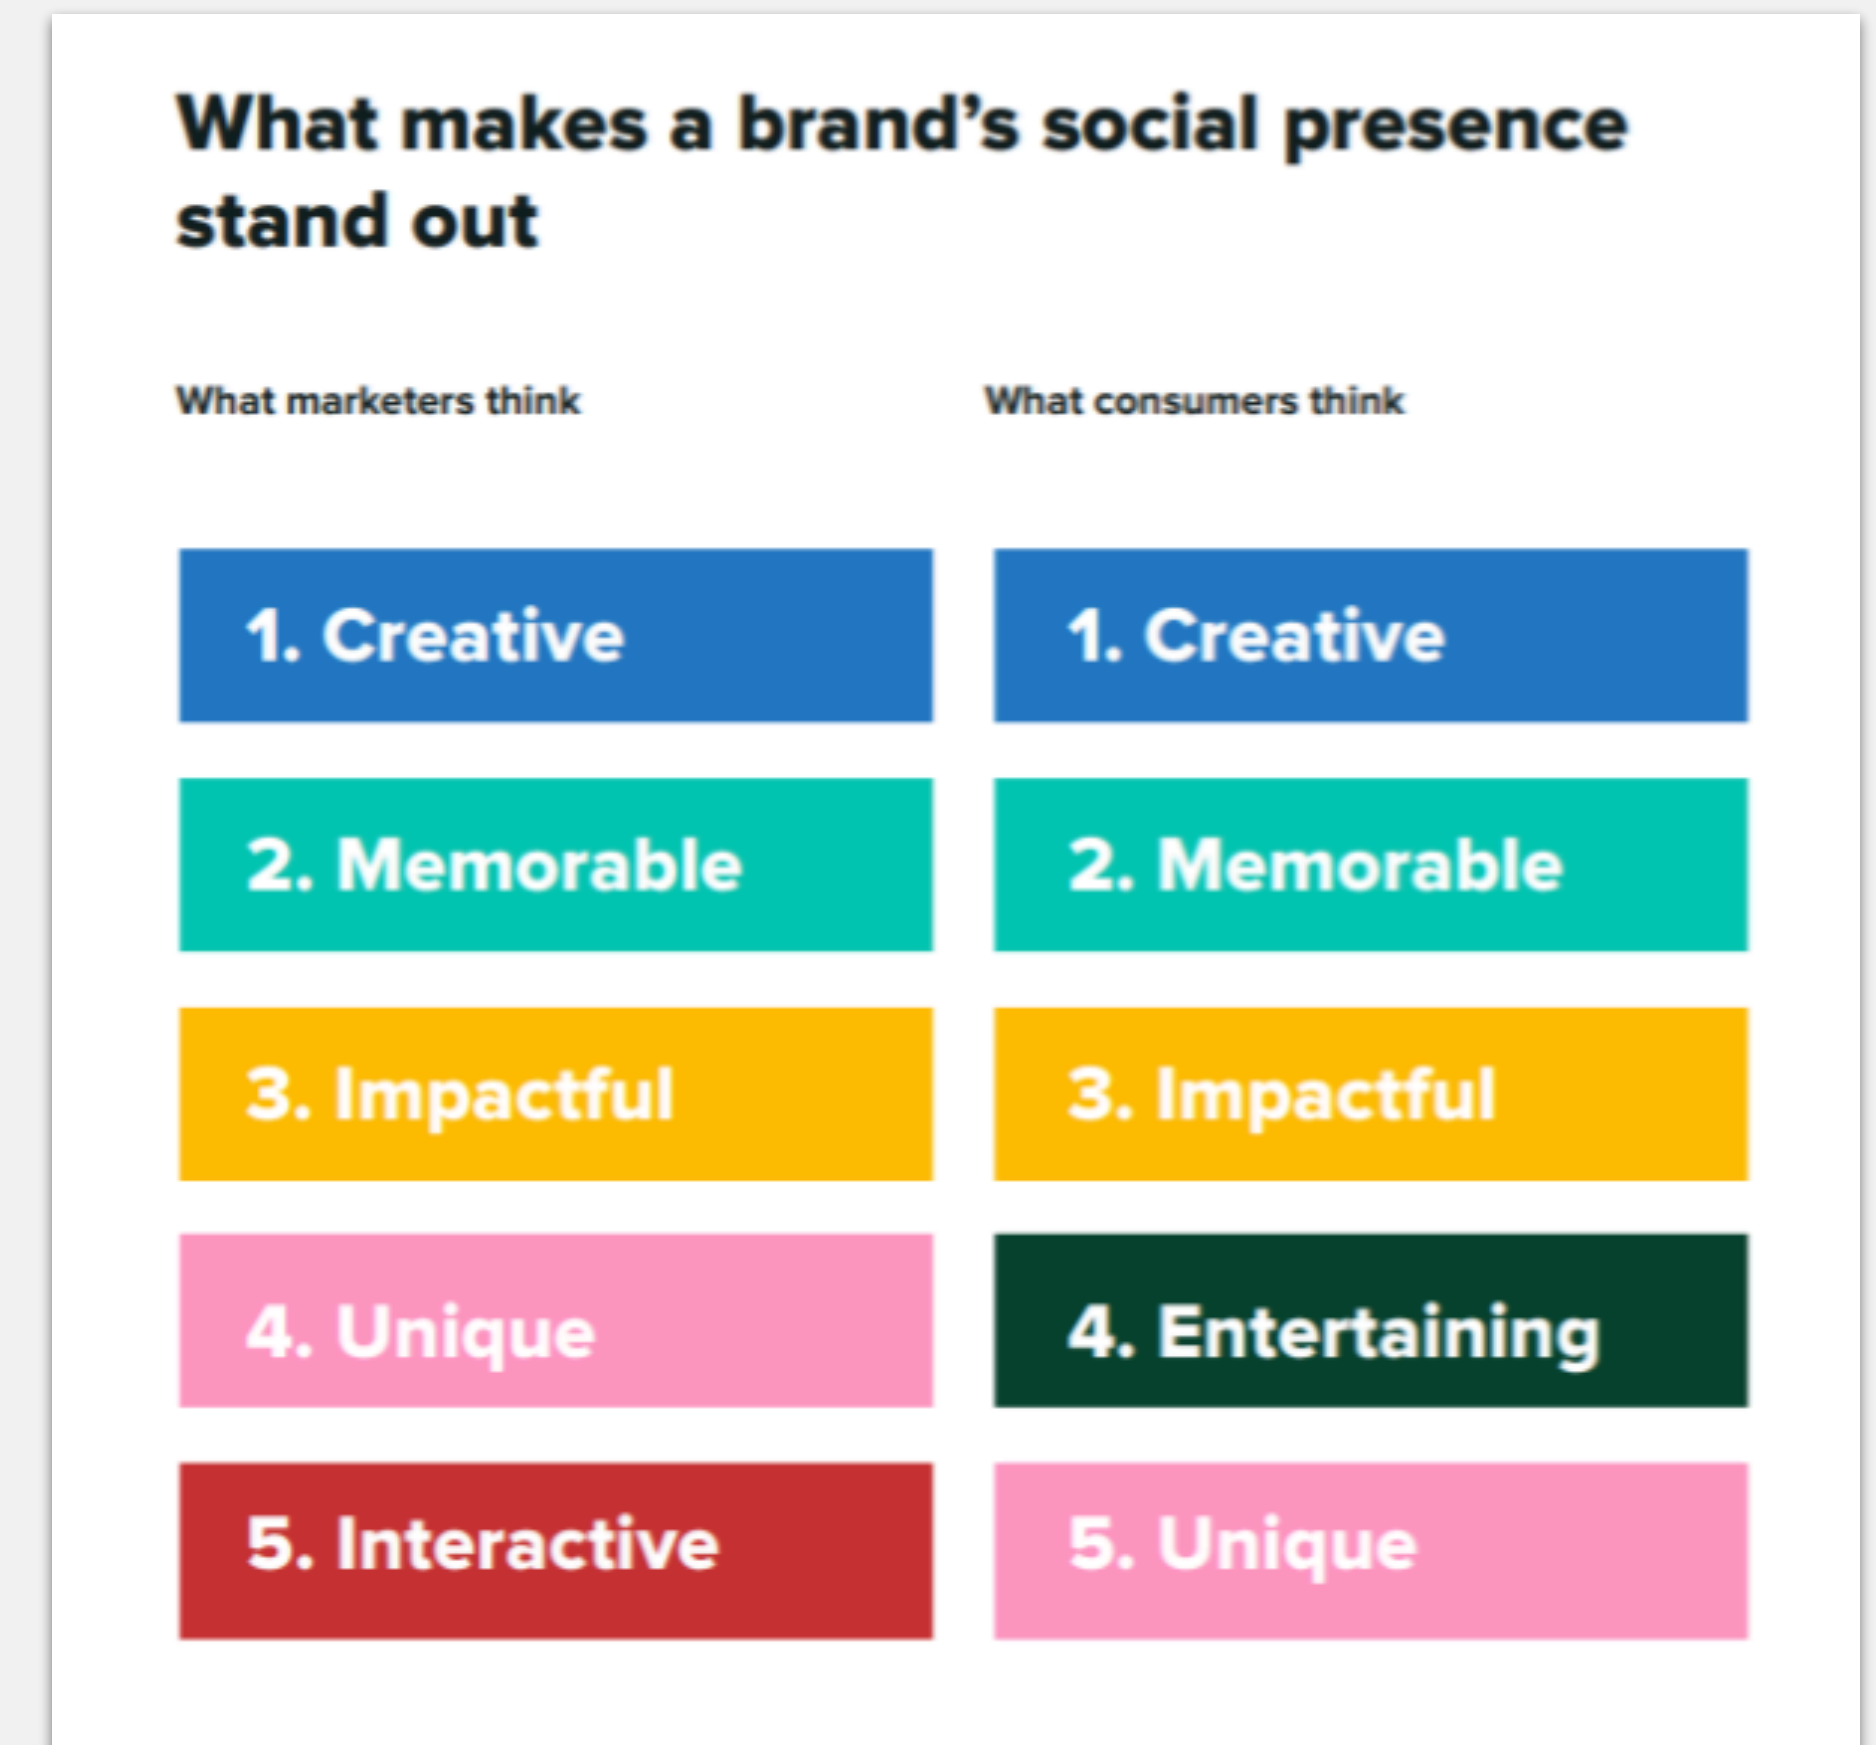 What makes a brand’s social presence
stand out
What marketers think
What consumers think
1. Creative
1. Creative
2. Memorable
2. Memorable
3. Impactful
3. Impactful
4. Unique
4. Entertaining
5. Interactive
5. Unique